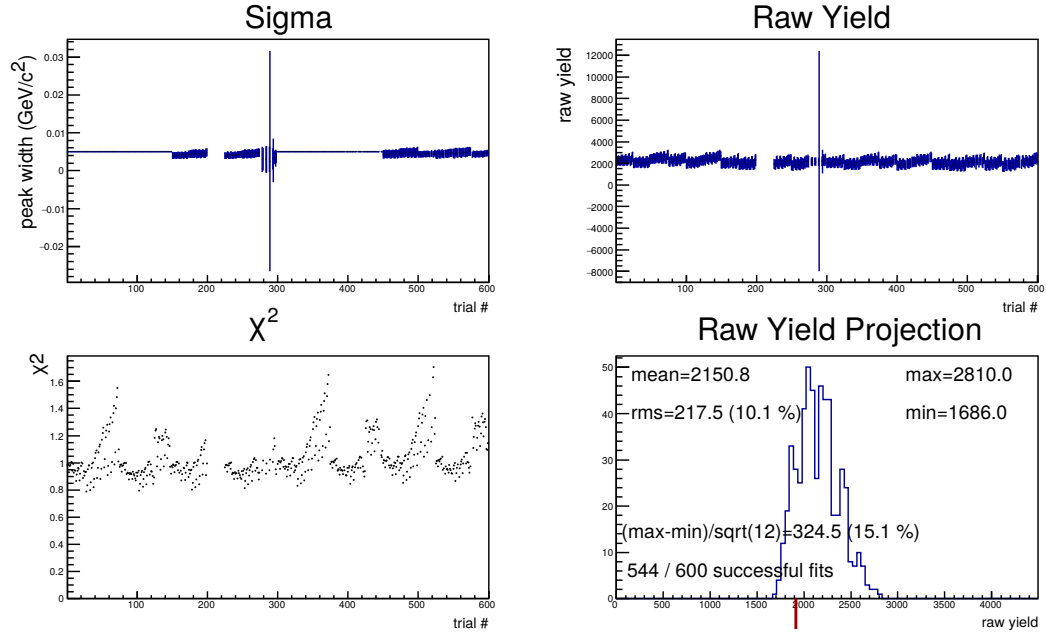 Sigma
peak width (GeV/c²)
0.03
0.02
0.01
0
−0.01
−0.02
100 200 300 400 500 600
trial #
Raw Yield
raw yield
12000
10000
8000
6000
4000
2000
0
−2000
−4000
−6000
−8000
100 200 300 400 500 600
trial #
χ²
χ²
1.6
1.4
1.2
1
0.8
0.6
0.4
0.2
0
100 200 300 400 500 600
trial #
Raw Yield Projection
50
40
30
20
10
0
mean=2150.8 max=2810.0
rms=217.5 (10.1 %) min=1686.0
(max-min)/sqrt(12)=324.5 (15.1 %)
544 / 600 successful fits
0 500 1000 1500 2000 2500 3000 3500 4000
raw yield